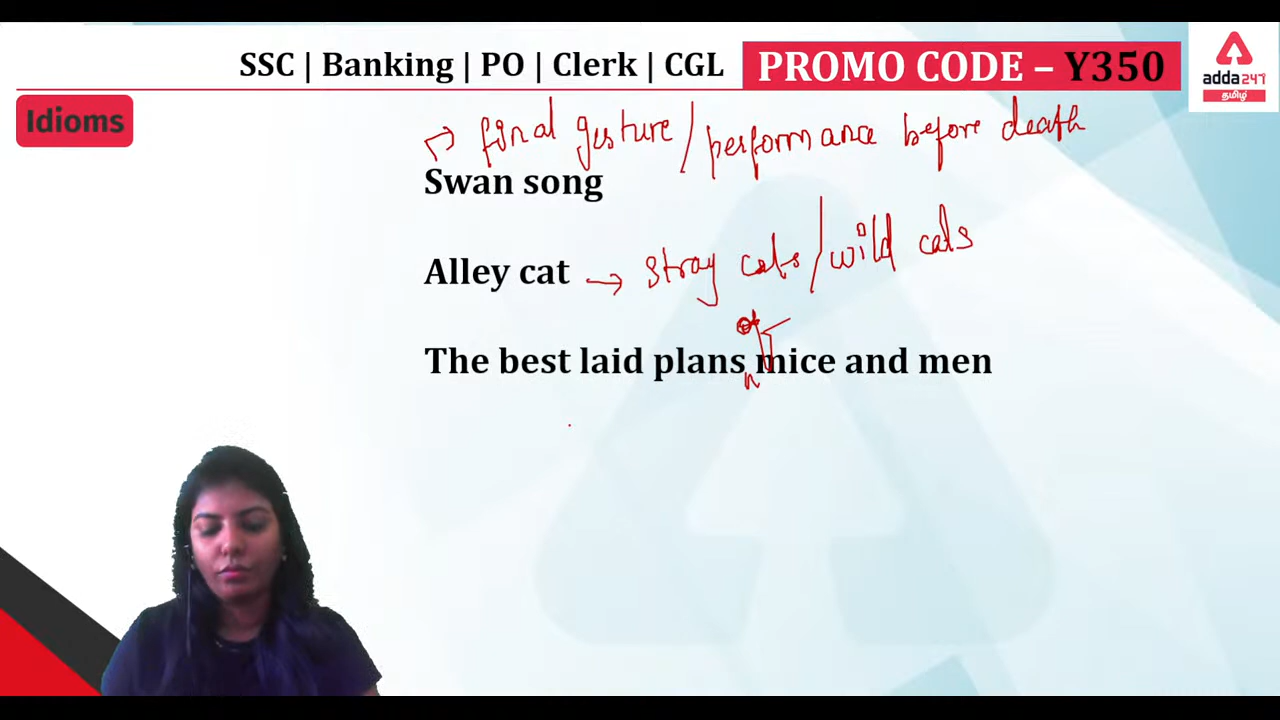 SSC | Banking | PO | Clerk | CGL PROMO CODE – Y350
adda247
தமிழ்
Idioms
final gesture/performance before death
Swan song
Alley cat → stray cats/wild cats
of
The best laid plans mice and men